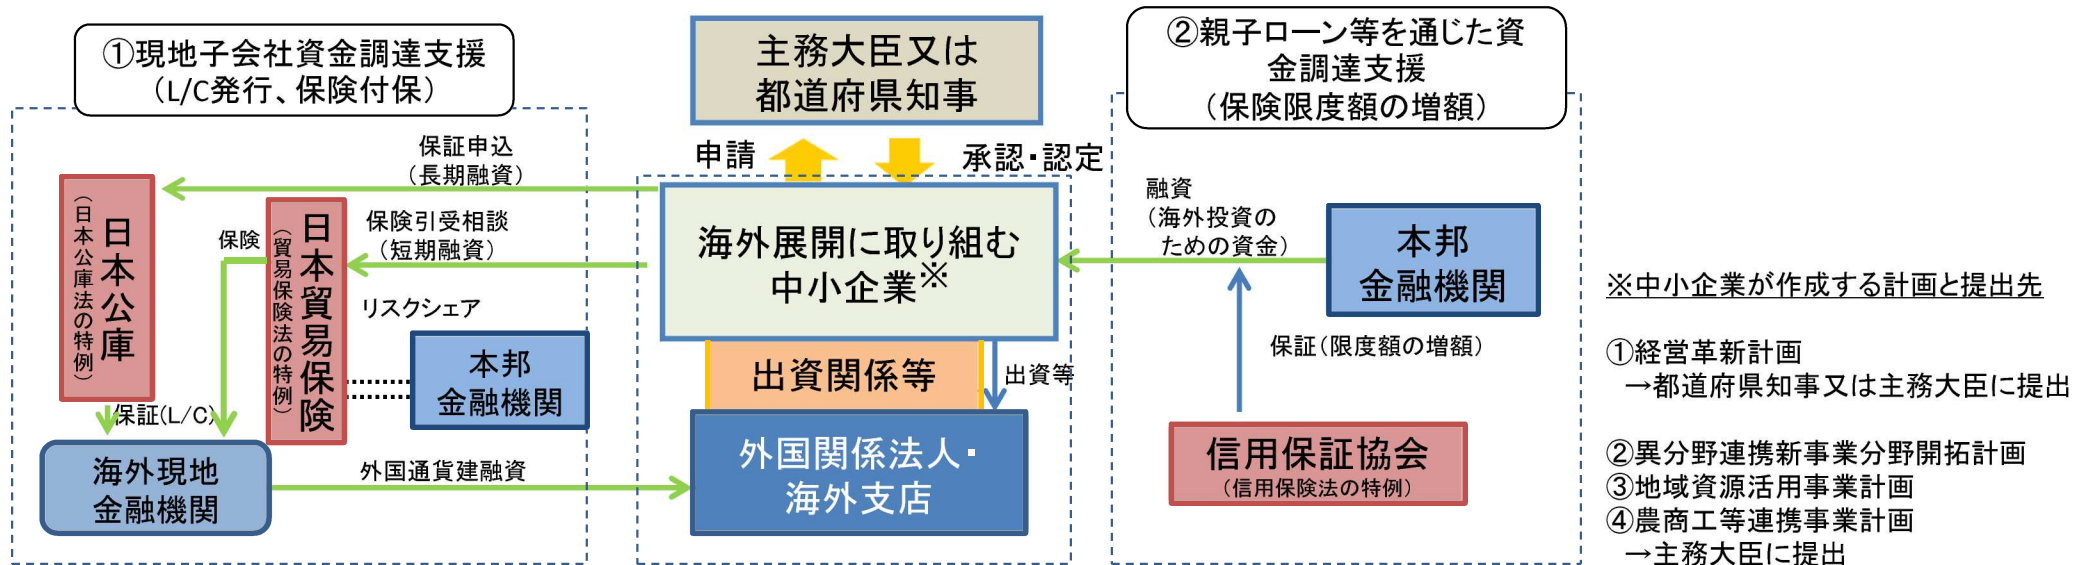 ①現地子会社資金調達支援
（L/C発行、保険付保）
主務大臣又は
都道府県知事
②親子ローン等を通じた資
金調達支援
（保険限度額の増額）
申請
承認・認定
保証申込
（長期融資）
保険引受相談
（短期融資）
保険
リスクシェア
日本公庫
（日本公庫法の特例）
日本貿易保険
（貿易保険法の特例）
本邦
金融機関
保証(L/C)
海外現地
金融機関
外国通貨建融資
海外展開に取り組む
中小企業※
出資関係等
出資等
外国関係法人・
海外支店
融資
（海外投資の
ための資金）
本邦
金融機関
保証（限度額の増額）
信用保証協会
（信用保険法の特例）
※中小企業が作成する計画と提出先
①経営革新計画
→都道府県知事又は主務大臣に提出
②異分野連携新事業分野開拓計画
③地域資源活用事業計画
④農商工等連携事業計画
→主務大臣に提出